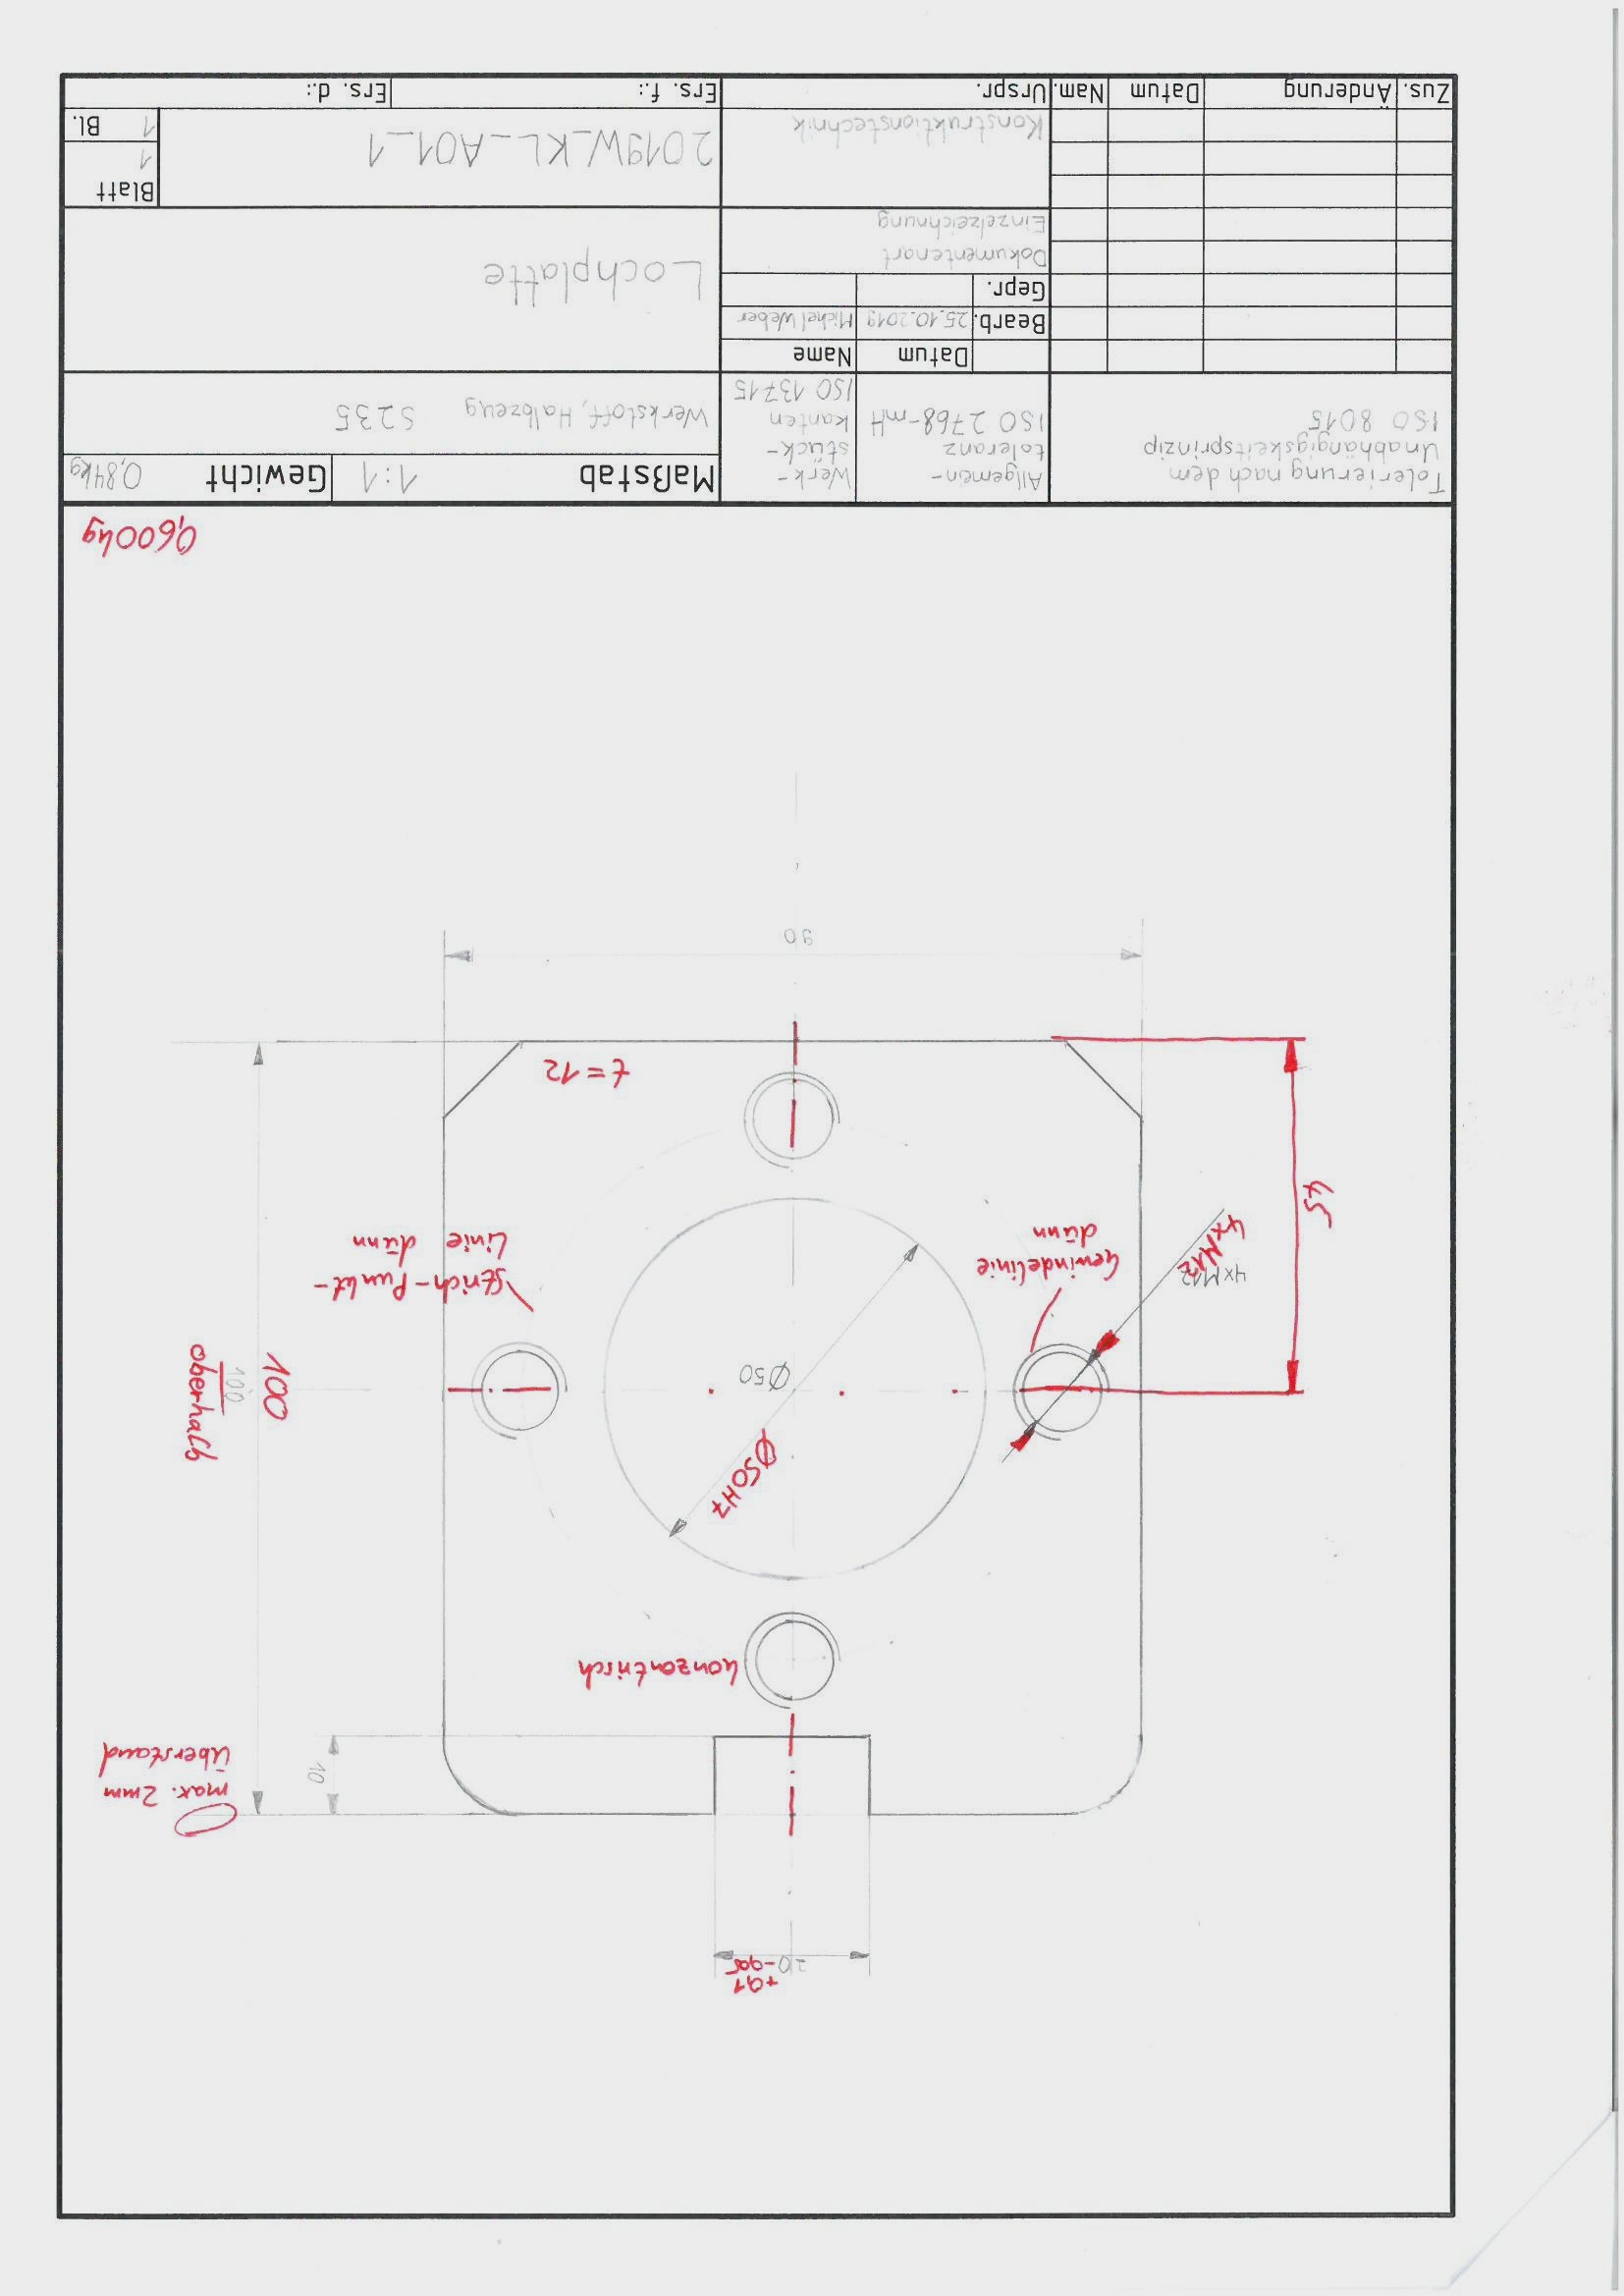 +0,1
20 -0,05
10
max. 2mm
Überstand
konzentrisch
Ø50H7
Ø50
100
100
oberhalb
4xM12
4xM12
Gewindelinie
dünn
Strich-Punkt-
Linie dünn
45
t=12
90
0,600kg
Tolerierung nach dem
Unabhängigskeitsprinzip
ISO 8015
Allgemein-
toleranz
ISO 2768-mH
Werk-
stück-
kanten
ISO 13715
Maßstab 1:1
Gewicht 0,84kg
Werkstoff, Halbzeug S235
Datum Name
Bearb. 25.10.2019 Michel Weber
Gepr.
Dokumentenart
Einzelzeichnung
Lochplatte
Konstruktionstechnik
2019W_KL_A01_1
Blatt
1
1 Bl.
Zus. Änderung Datum Nam. Urspr. Ers. f.: Ers. d.: